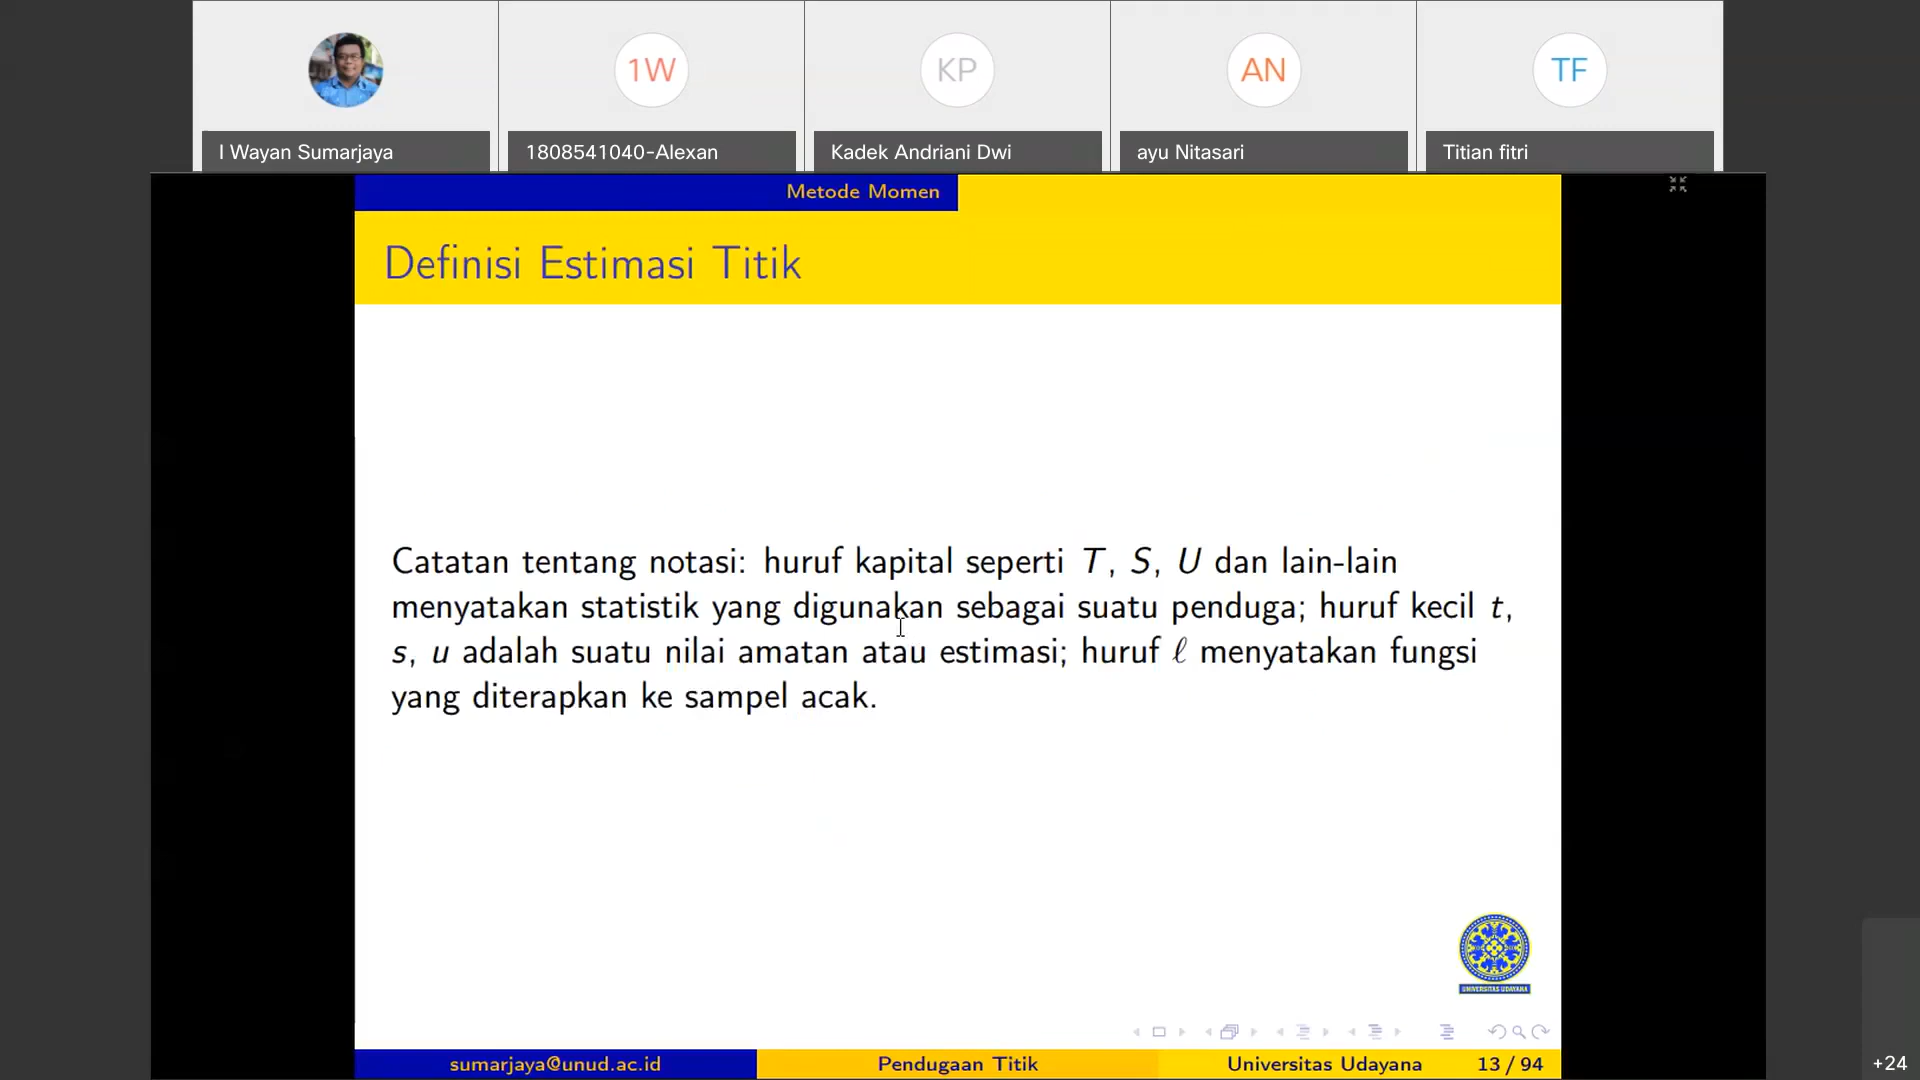 1W
KP
AN
TF
I Wayan Sumarjaya
1808541040-Alexan
Kadek Andriani Dwi
ayu Nitasari
Titian fitri
Metode Momen
Definisi Estimasi Titik
Catatan tentang notasi: huruf kapital seperti T, S, U dan lain-lain
menyatakan statistik yang digunakan sebagai suatu penduga; huruf kecil t,
s, u adalah suatu nilai amatan atau estimasi; huruf ℓ menyatakan fungsi
yang diterapkan ke sampel acak.
UNIVERSITAS UDAYANA
sumarjaya@unud.ac.id
Pendugaan Titik
Universitas Udayana
13 / 94
+24